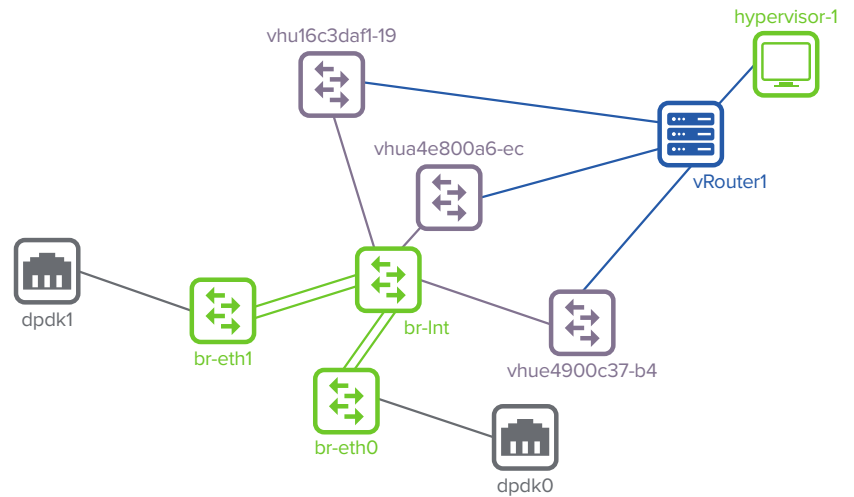 hypervisor-1
vhu16c3daf1-19
vhua4e800a6-ec
vRouter1
dpdk1
br-Int
br-eth1
vhue4900c37-b4
br-eth0
dpdk0